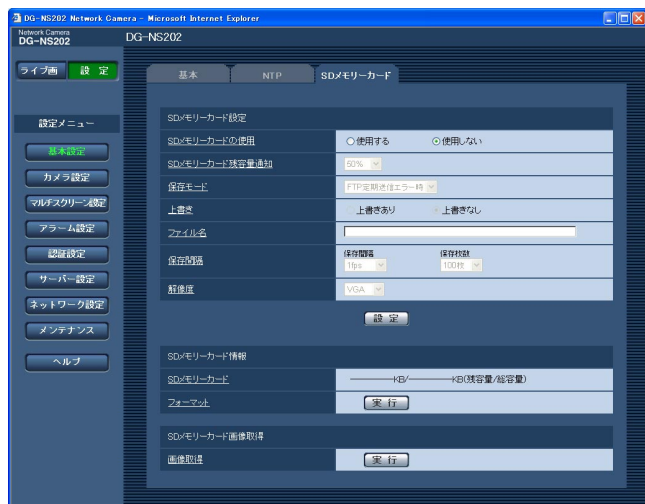 DG-NS202 Network Camera - Microsoft Internet Explorer
Network Camera
DG-NS202
DG-NS202
ライブ画 設 定
基本 NTP SDメモリーカード
設定メニュー
基本設定
カメラ設定
マルチスクリーン設定
アラーム設定
認証設定
サーバー設定
ネットワーク設定
メンテナンス
ヘルプ
SDメモリーカード設定
SDメモリーカードの使用 使用する 使用しない
SDメモリーカード残容量通知 50%
保存モード FTP定期送信エラー時
上書き 上書きあり 上書きなし
ファイル名
保存間隔 保存間隔 保存枚数
1fps 100枚
解像度 VGA
設 定
SDメモリーカード情報
SDメモリーカード ―――――KB/―――――KB(残容量/総容量)
フォーマット 実 行
SDメモリーカード画像取得
画像取得 実 行